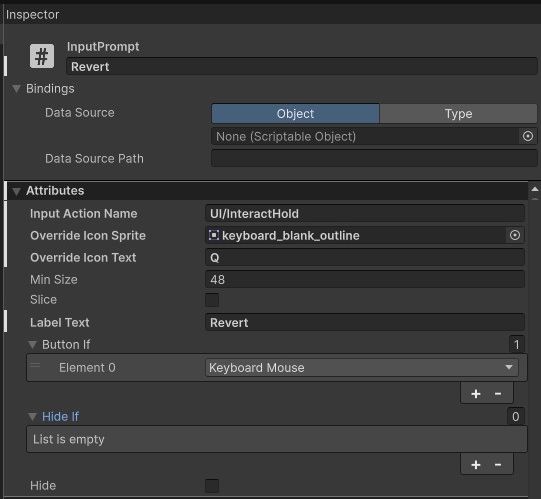 Inspector
#
InputPrompt
Revert
Bindings
Data Source Object Type
None (Scriptable Object)
Data Source Path
Attributes
Input Action Name UI/InteractHold
Override Icon Sprite keyboard_blank_outline
Override Icon Text Q
Min Size 48
Slice
Label Text Revert
Button If 1
Element 0 Keyboard Mouse
+ -
Hide If 0
List is empty
+ -
Hide